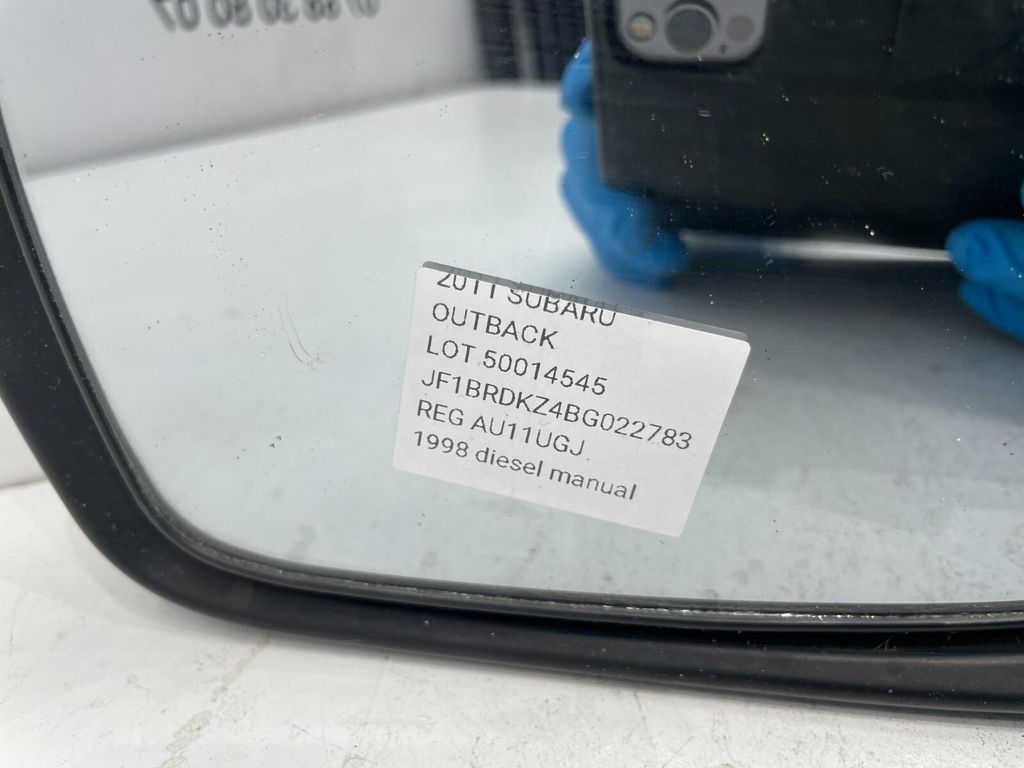 2011 SUBARU
OUTBACK
LOT 50014545
JF1BRDKZ4BG022783
REG AU11UGJ
1998 diesel manual